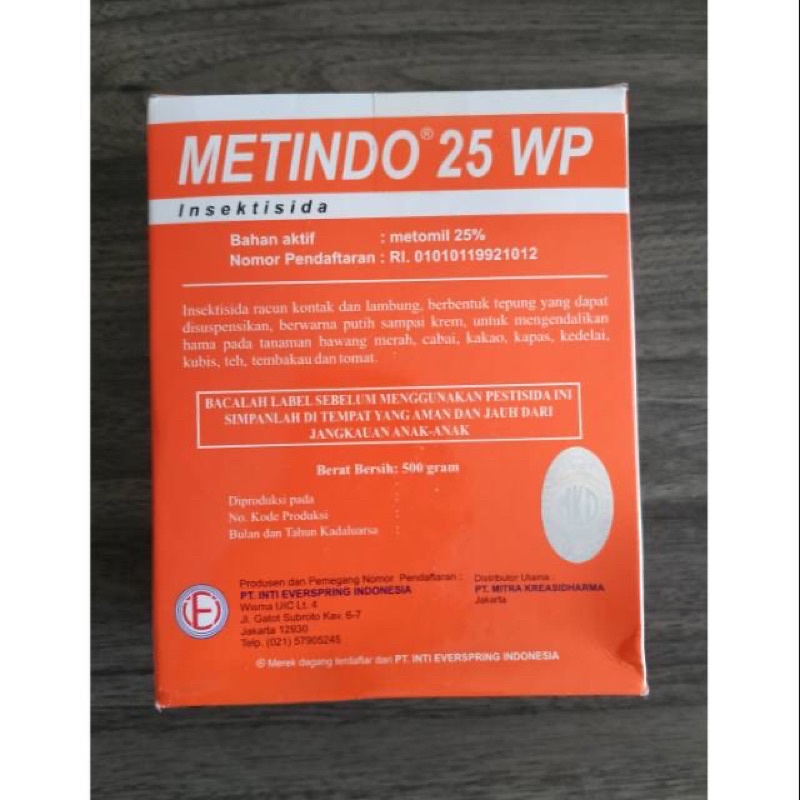 METINDO® 25 WP
Insektisida
Bahan aktif : metomil 25%
Nomor Pendaftaran : RI. 01010119921012
Insektisida racun kontak dan lambung, berbentuk tepung yang dapat
disuspensikan, berwarna putih sampai krem, untuk mengendalikan
hama pada tanaman bawang merah, cabai, kakao, kapas, kedelai,
kubis, teh, tembakau dan tomat.
BACALAH LABEL SEBELUM MENGGUNAKAN PESTISIDA INI
SIMPANLAH DI TEMPAT YANG AMAN DAN JAUH DARI
JANGKAUAN ANAK-ANAK
Berat Bersih: 500 gram
Diproduksi pada :
No. Kode Produksi :
Bulan dan Tahun Kadaluarsa :
MKD
Produsen dan Pemegang Nomor Pendaftaran :
PT. INTI EVERSPRING INDONESIA
Wisma UIC Lt. 4
Jl. Gatot Subroto Kav. 6-7
Jakarta 12930
Telp. (021) 57905245
Distributor Utama :
PT. MITRA KREASIDHARMA
Jakarta
E
® Merek dagang terdaftar dari PT. INTI EVERSPRING INDONESIA